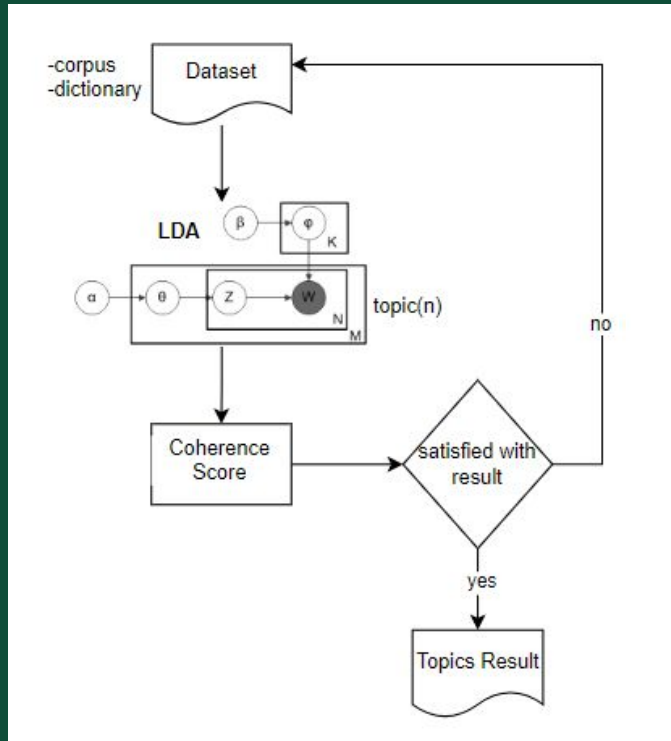 -corpus
-dictionary
Dataset
LDA
β
φ
K
α
θ
Z
W
N
M
topic(n)
no
Coherence
Score
satisfied with
result
yes
Topics Result